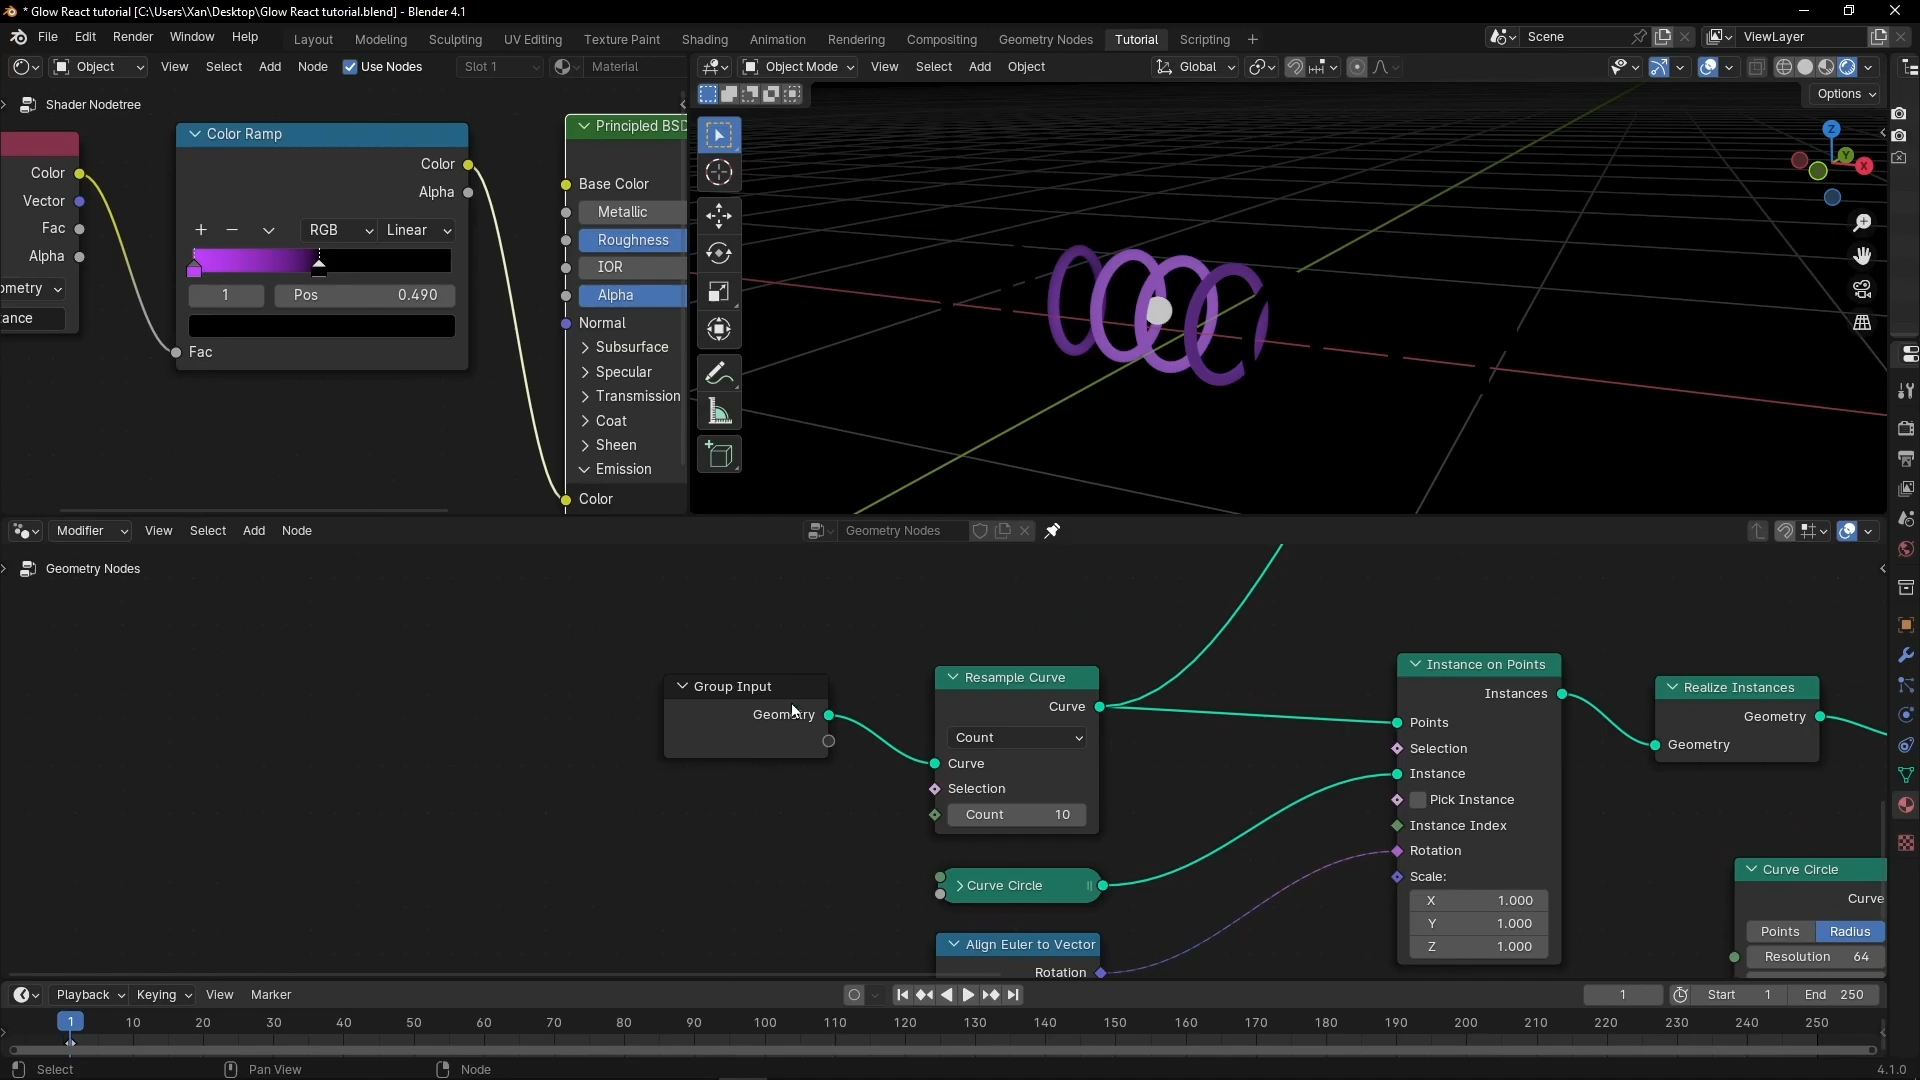 * Glow React tutorial [C:\Users\Xan\Desktop\Glow React tutorial.blend] - Blender 4.1
File Edit Render Window Help Layout Modeling Sculpting UV Editing Texture Paint Shading Animation Rendering Compositing Geometry Nodes Tutorial Scripting + Scene ViewLayer
Object View Select Add Object Node Use Nodes Slot 1 Material
Object Mode View Select Add Object Global
Options
Shader Nodetree
Color
Vector
Fac
Alpha
ometry
ance
Color Ramp
Color
Alpha
RGB Linear
1 Pos 0.490
Fac
Principled BSD
Base Color
Metallic
Roughness
IOR
Alpha
Normal
Subsurface
Specular
Transmission
Coat
Sheen
Emission
Color
Z
Y
X
Modifier View Select Add Node Geometry Nodes
Geometry Nodes
Group Input
Geometry
Resample Curve
Curve
Count
Curve
Selection
Count 10
Curve Circle
Align Euler to Vector
Rotation
Instance on Points
Instances
Points
Selection
Instance
Pick Instance
Instance Index
Rotation
Scale:
X 1.000
Y 1.000
Z 1.000
Realize Instances
Geometry
Geometry
Curve Circle
Curve
Points Radius
Resolution 64
Playback Keying View Marker 1 Start 1 End 250
1 10 20 30 40 50 60 70 80 90 100 110 120 130 140 150 160 170 180 190 200 210 220 230 240 250
Select Pan View Node 4.1.0